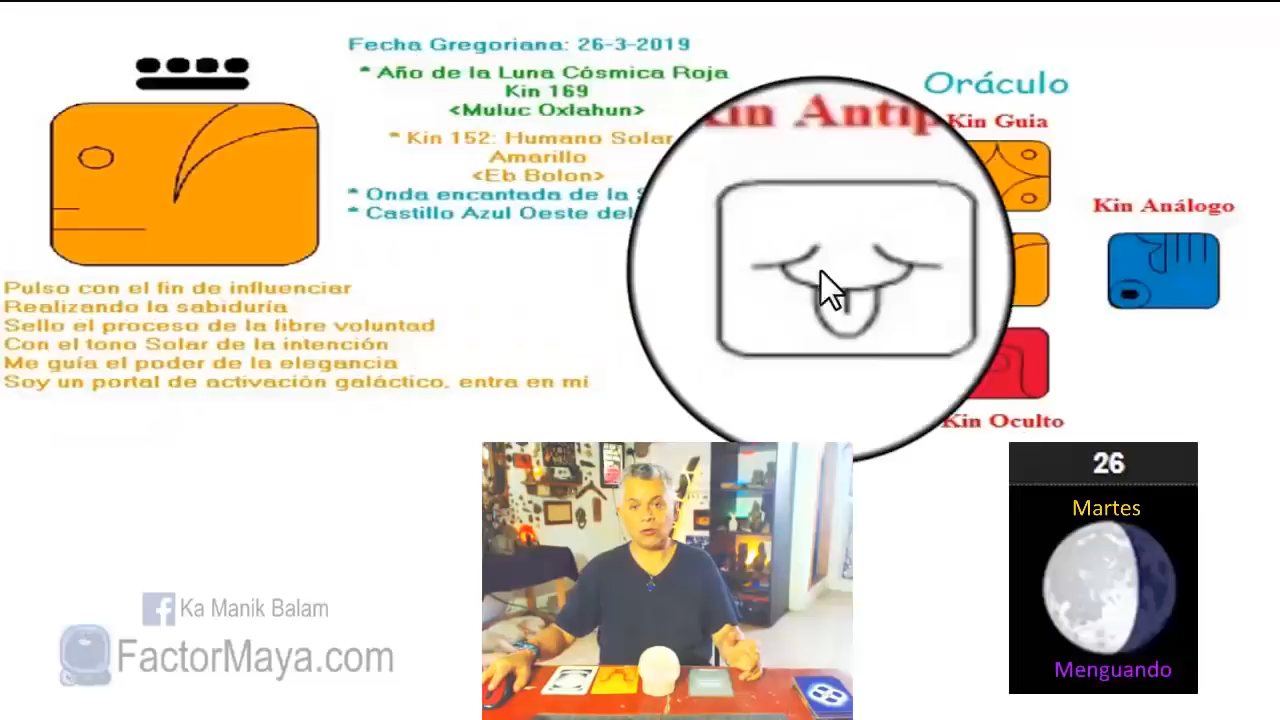 Fecha Gregoriana: 26-3-2019
* Año de la Luna Cósmica Roja
Kin 169
<Muluc Oxlahun>
* Kin 152: Humano Solar
Amarillo
<Eb Bolon>
* Onda encantada de la
* Castillo Azul Oeste del
Pulso con el fin de influenciar
Realizando la sabiduría
Sello el proceso de la libre voluntad
Con el tono Solar de la intención
Me guía el poder de la elegancia
Soy un portal de activación galáctico, entra en mi
Kin Antip
Oráculo
Kin Guia
Kin Análogo
Kin Oculto
26
Martes
Menguando
Ka Manik Balam
FactorMaya.com